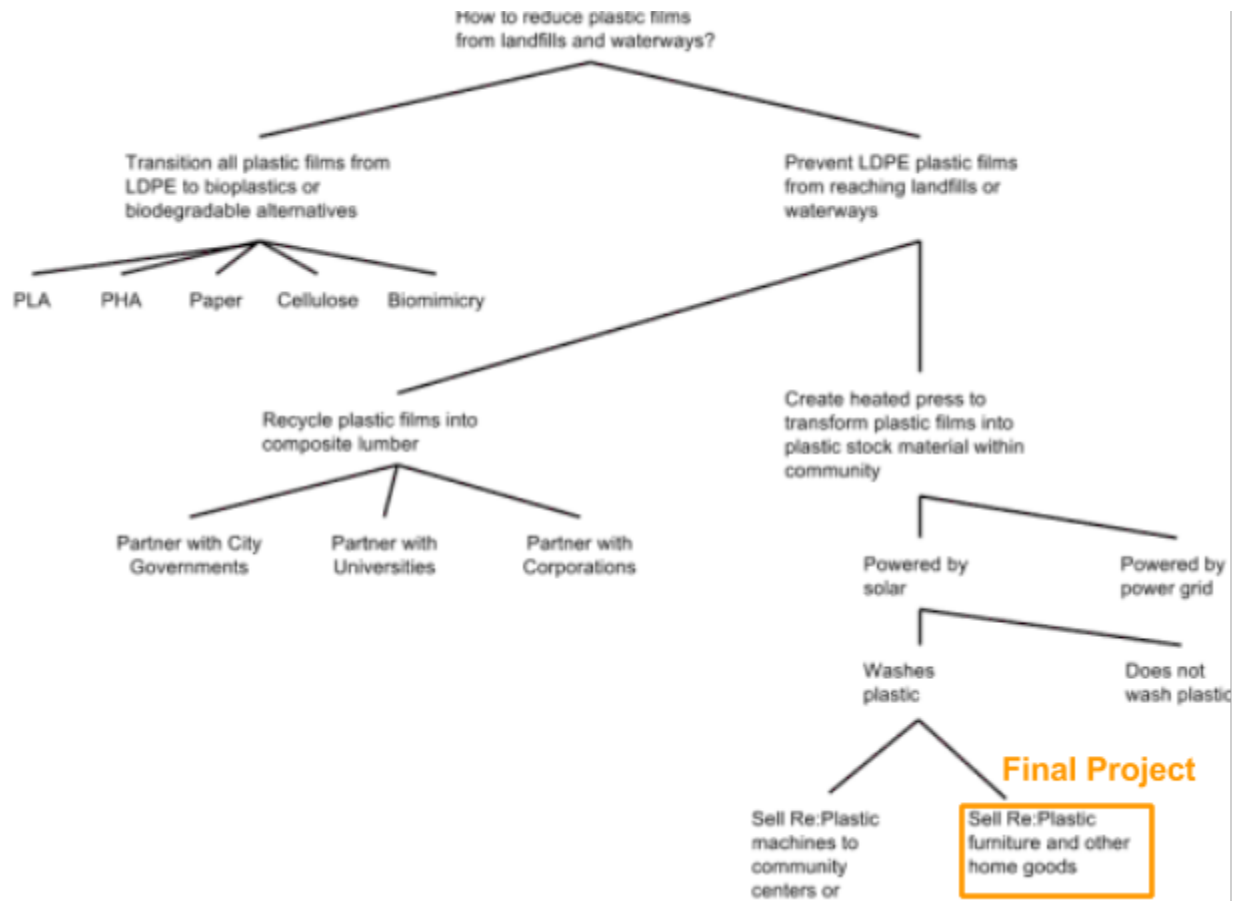 How to reduce plastic films
from landfills and waterways?
Transition all plastic films from
LDPE to bioplastics or
biodegradable alternatives
Prevent LDPE plastic films
from reaching landfills or
waterways
PLA PHA Paper Cellulose Biomimicry
Recycle plastic films into
composite lumber
Create heated press to
transform plastic films into
plastic stock material within
community
Partner with City
Governments
Partner with
Universities
Partner with
Corporations
Powered by
solar
Powered by
power grid
Washes
plastic
Does not
wash plastic
Final Project
Sell Re:Plastic
machines to
community
centers or
Sell Re:Plastic
furniture and other
home goods